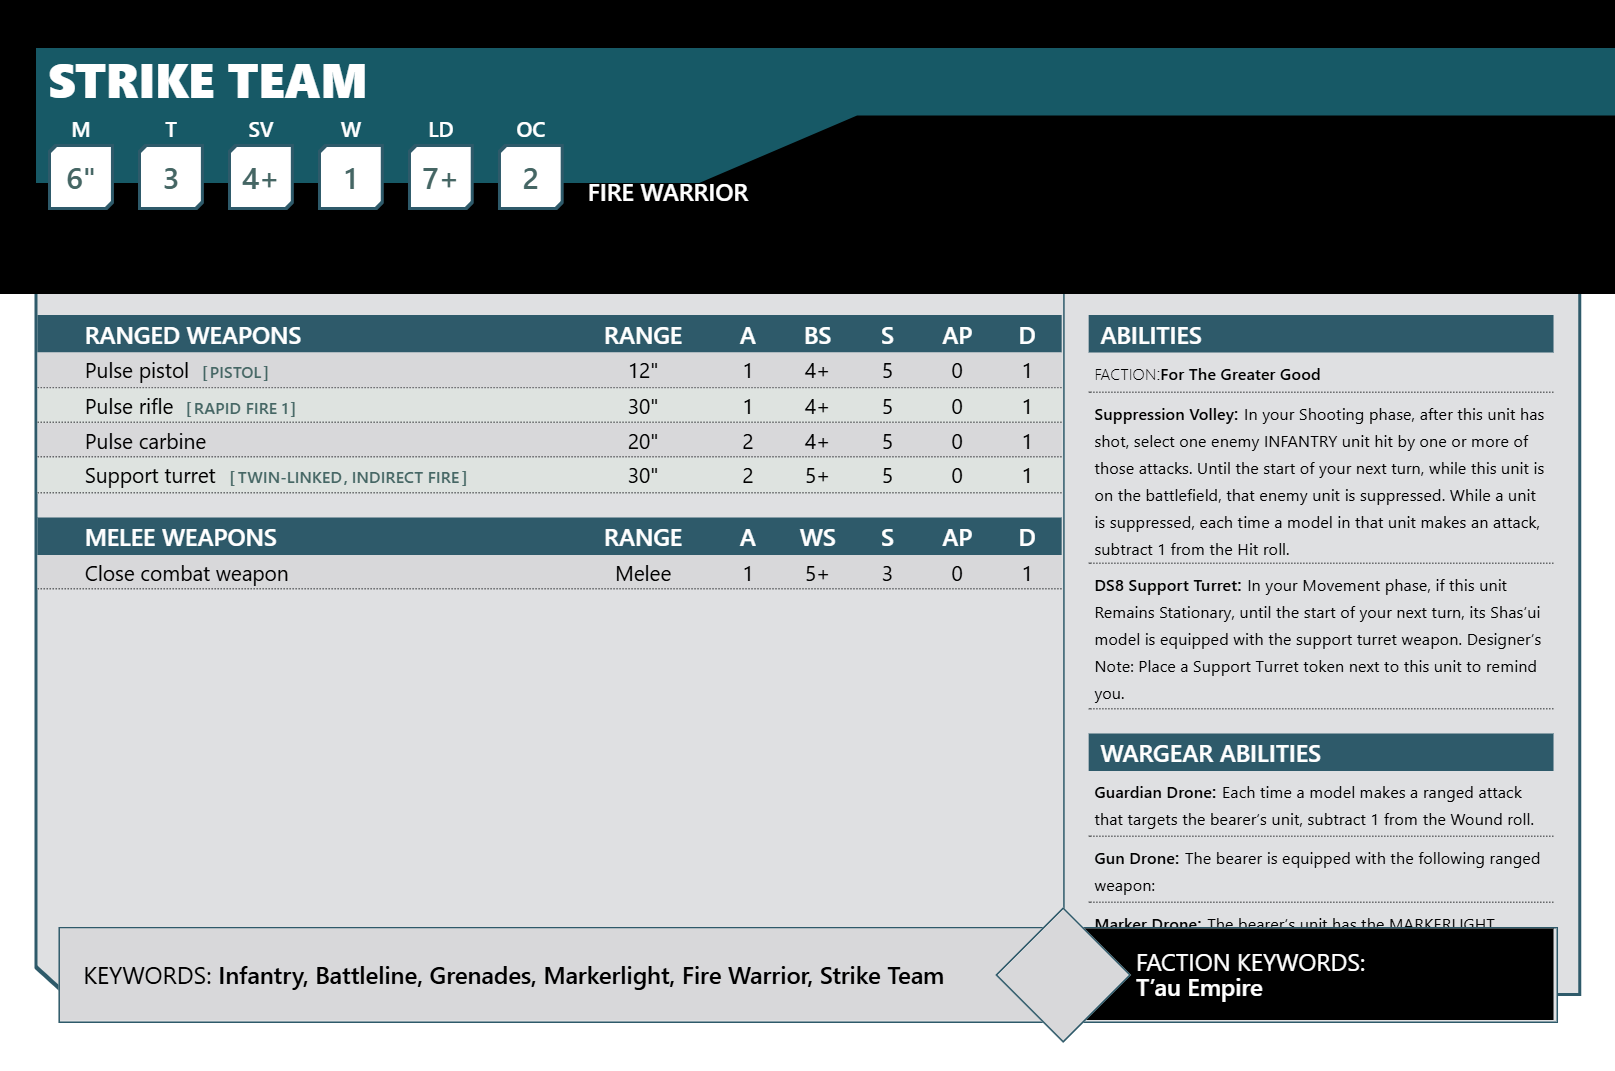 STRIKE TEAM
M T SV W LD OC
6" 3 4+ 1 7+ 2
FIRE WARRIOR
RANGED WEAPONS RANGE A BS S AP D
Pulse pistol [PISTOL] 12" 1 4+ 5 0 1
Pulse rifle [RAPID FIRE 1] 30" 1 4+ 5 0 1
Pulse carbine 20" 2 4+ 5 0 1
Support turret [TWIN-LINKED, INDIRECT FIRE] 30" 2 5+ 5 0 1
MELEE WEAPONS RANGE A WS S AP D
Close combat weapon Melee 1 5+ 3 0 1
ABILITIES
FACTION:For The Greater Good
Suppression Volley: In your Shooting phase, after this unit has
shot, select one enemy INFANTRY unit hit by one or more of
those attacks. Until the start of your next turn, while this unit is
on the battlefield, that enemy unit is suppressed. While a unit
is suppressed, each time a model in that unit makes an attack,
subtract 1 from the Hit roll.
DS8 Support Turret: In your Movement phase, if this unit
Remains Stationary, until the start of your next turn, its Shas’ui
model is equipped with the support turret weapon. Designer’s
Note: Place a Support Turret token next to this unit to remind
you.
WARGEAR ABILITIES
Guardian Drone: Each time a model makes a ranged attack
that targets the bearer’s unit, subtract 1 from the Wound roll.
Gun Drone: The bearer is equipped with the following ranged
weapon:
Marker Drone: The bearer’s unit has the MARKERLIGHT
KEYWORDS: Infantry, Battleline, Grenades, Markerlight, Fire Warrior, Strike Team
FACTION KEYWORDS:
T’au Empire